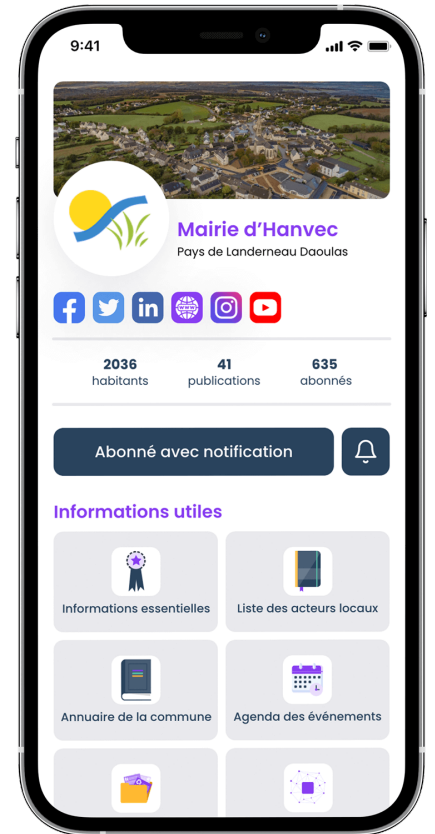 9:41
Mairie d'Hanvec
Pays de Landerneau Daoulas
2036 41 635
habitants publications abonnés
Abonné avec notification
Informations utiles
Informations essentielles
Liste des acteurs locaux
Annuaire de la commune
Agenda des événements